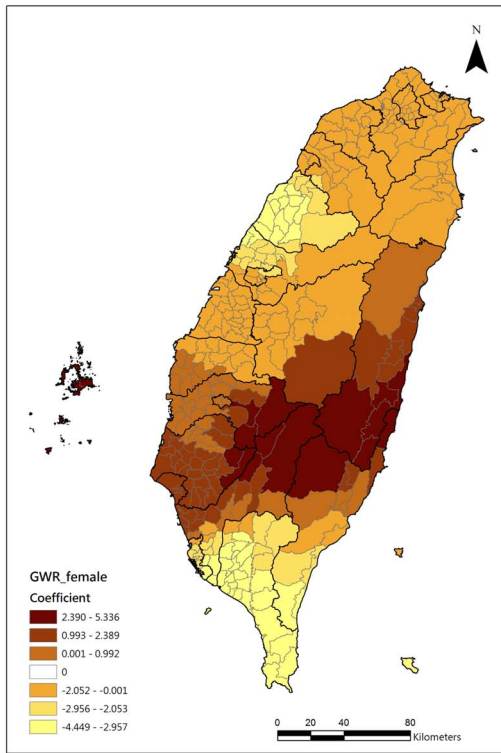 N
GWR_female
Coefficient
2.390 - 5.336
0.993 - 2.389
0.001 - 0.992
0
-2.052 - -0.001
-2.956 - -2.053
-4.449 - -2.957
0 20 40 80
Kilometers